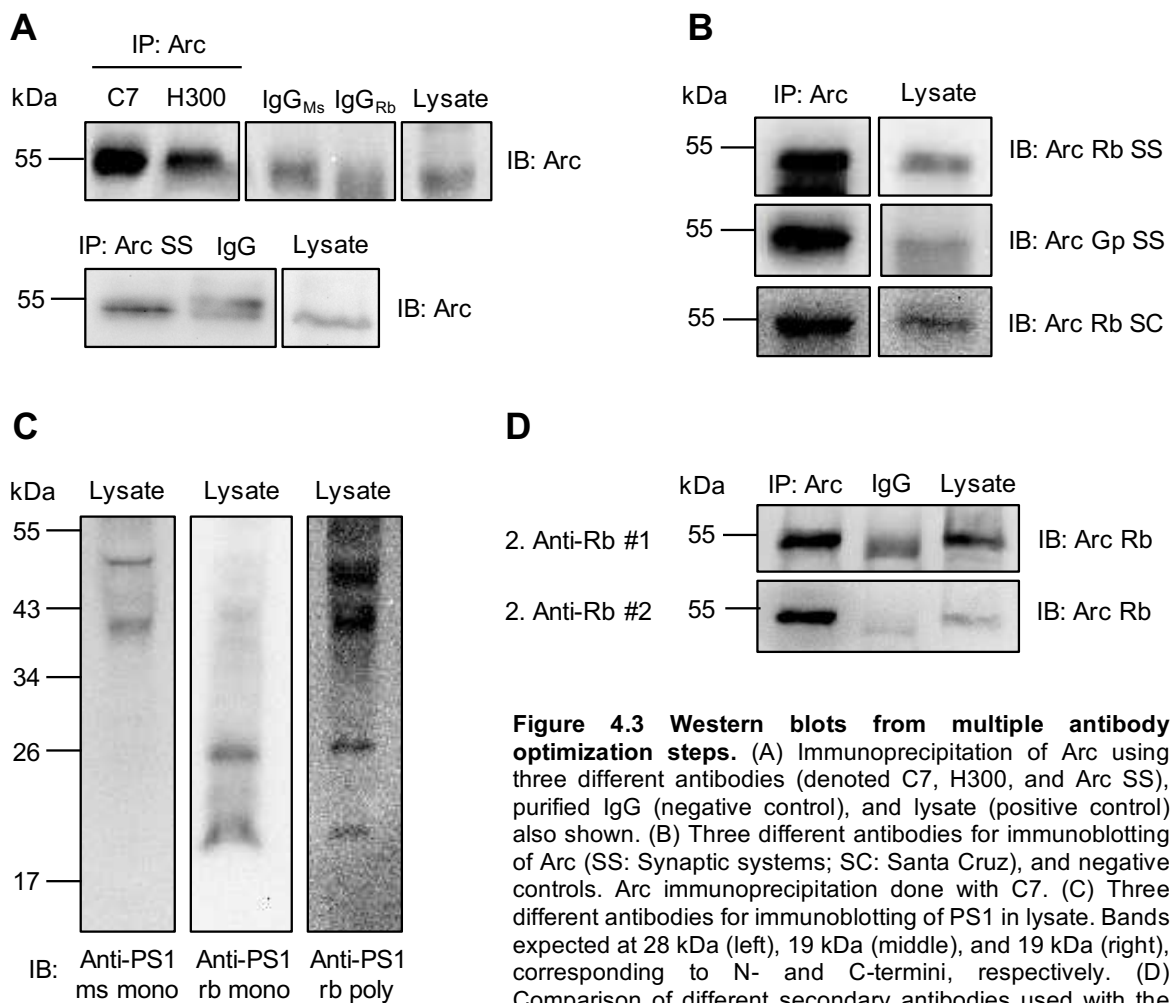 A
IP: Arc
kDa C7 H300 IgGMs IgGRb Lysate
55 IB: Arc
IP: Arc SS IgG Lysate
55 IB: Arc
B
kDa IP: Arc Lysate
55 IB: Arc Rb SS
55 IB: Arc Gp SS
55 IB: Arc Rb SC
C
kDa Lysate Lysate Lysate
55
43
34
26
17
IB: Anti-PS1 Anti-PS1 Anti-PS1
ms mono rb mono rb poly
D
kDa IP: Arc IgG Lysate
2. Anti-Rb #1 55 IB: Arc Rb
2. Anti-Rb #2 55 IB: Arc Rb
Figure 4.3 Western blots from multiple antibody
optimization steps. (A) Immunoprecipitation of Arc using
three different antibodies (denoted C7, H300, and Arc SS),
purified IgG (negative control), and lysate (positive control)
also shown. (B) Three different antibodies for immunoblotting
of Arc (SS: Synaptic systems; SC: Santa Cruz), and negative
controls. Arc immunoprecipitation done with C7. (C) Three
different antibodies for immunoblotting of PS1 in lysate. Bands
expected at 28 kDa (left), 19 kDa (middle), and 19 kDa (right),
corresponding to N- and C-termini, respectively. (D)
Comparison of different secondary antibodies used with the